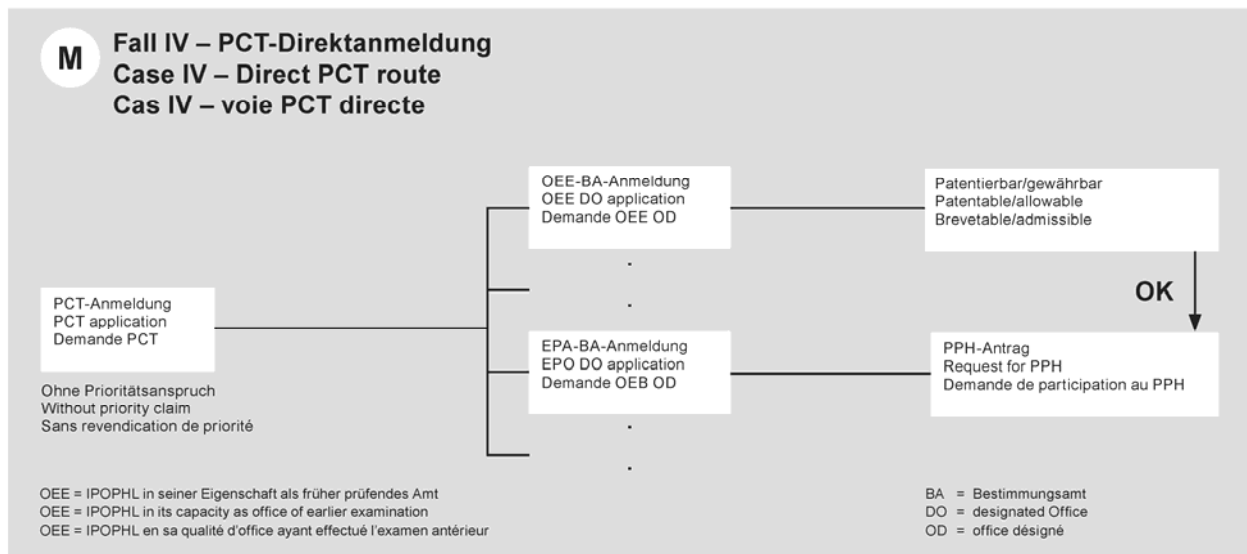 M
Fall IV – PCT-Direktanmeldung
Case IV – Direct PCT route
Cas IV – voie PCT directe
OEE-BA-Anmeldung
OEE DO application
Demande OEE OD
Patentierbar/gewährbar
Patentable/allowable
Brevetable/admissible
OK
PCT-Anmeldung
PCT application
Demande PCT
Ohne Prioritätsanspruch
Without priority claim
Sans revendication de priorité
EPA-BA-Anmeldung
EPO DO application
Demande OEB OD
PPH-Antrag
Request for PPH
Demande de participation au PPH
OEE = IPOPHL in seiner Eigenschaft als früher prüfendes Amt
OEE = IPOPHL in its capacity as office of earlier examination
OEE = IPOPHL en sa qualité d'office ayant effectué l'examen antérieur
BA = Bestimmungsamt
DO = designated Office
OD = office désigné